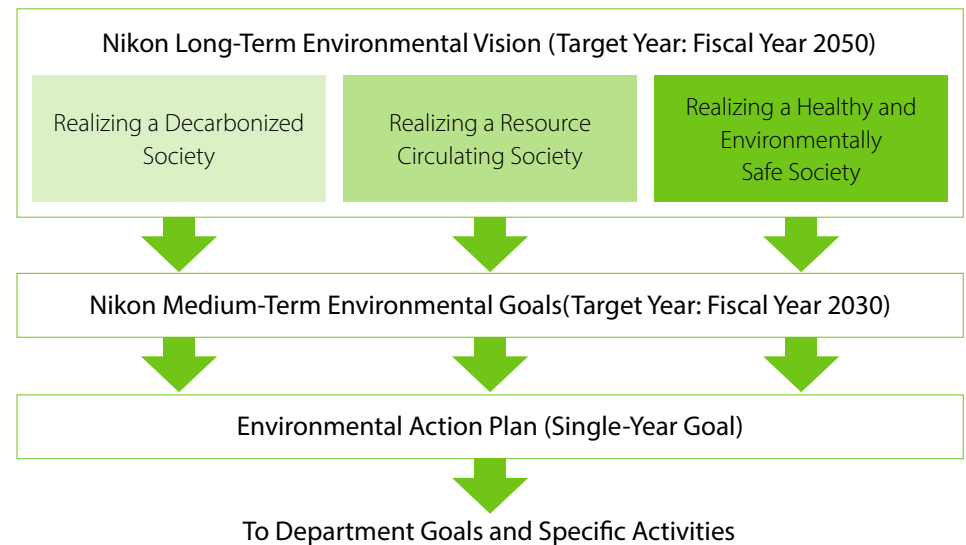 Nikon Long-Term Environmental Vision (Target Year: Fiscal Year 2050)
Realizing a Decarbonized
Society
Realizing a Resource
Circulating Society
Realizing a Healthy and
Environmentally
Safe Society
Nikon Medium-Term Environmental Goals(Target Year: Fiscal Year 2030)
Environmental Action Plan (Single-Year Goal)
To Department Goals and Specific Activities